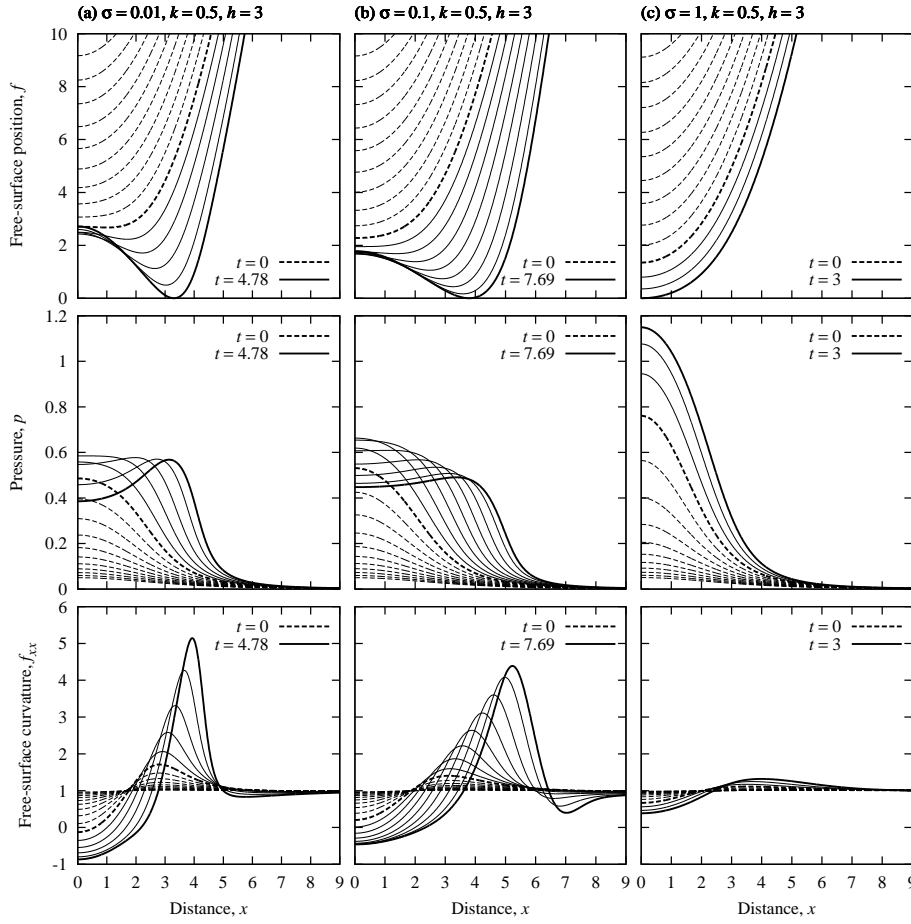 (a) σ = 0.01, k = 0.5, h = 3
(b) σ = 0.1, k = 0.5, h = 3
(c) σ = 1, k = 0.5, h = 3
Free-surface position, f
10
8
6
4
2
0
t = 0
t = 4.78
t = 0
t = 7.69
t = 0
t = 3
Pressure, p
1.2
1
0.8
0.6
0.4
0.2
0
t = 0
t = 4.78
t = 0
t = 7.69
t = 0
t = 3
Free-surface curvature, fxx
6
5
4
3
2
1
0
-1
t = 0
t = 4.78
t = 0
t = 7.69
t = 0
t = 3
0 1 2 3 4 5 6 7 8 9
0 1 2 3 4 5 6 7 8 9
0 1 2 3 4 5 6 7 8 9
Distance, x
Distance, x
Distance, x